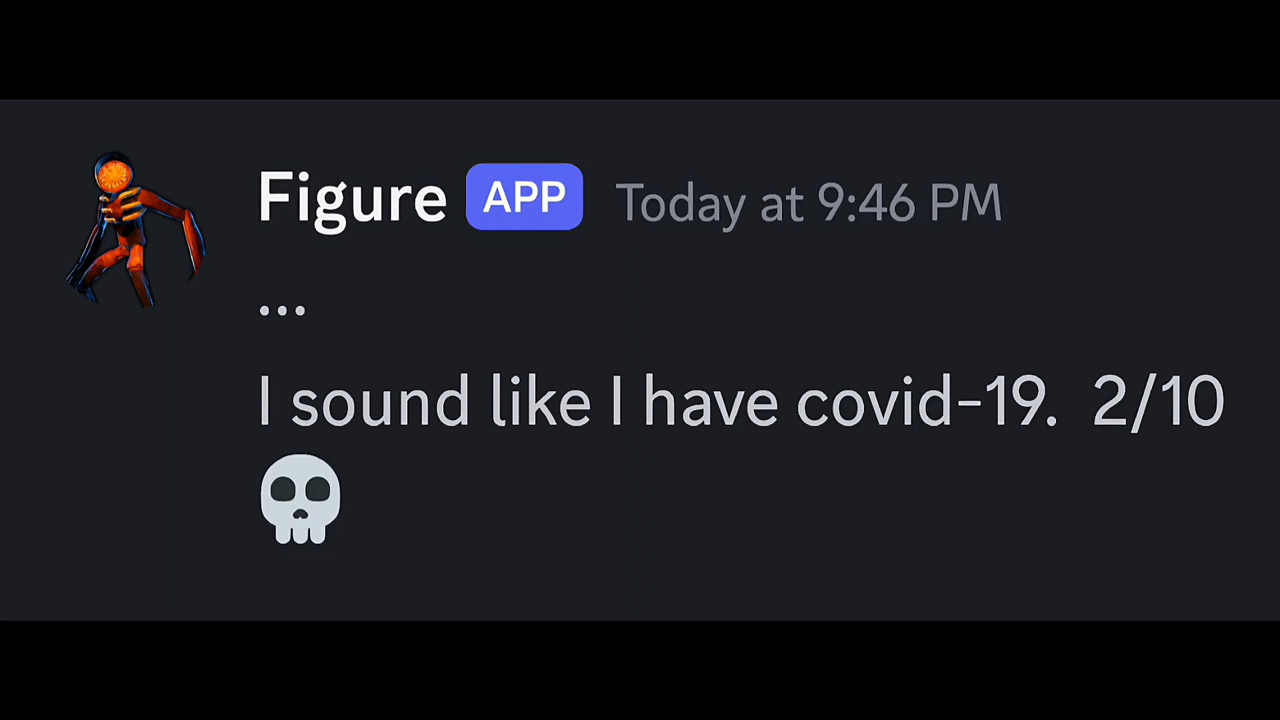 Figure APP Today at 9:46 PM
...
I sound like I have covid-19. 2/10
💀